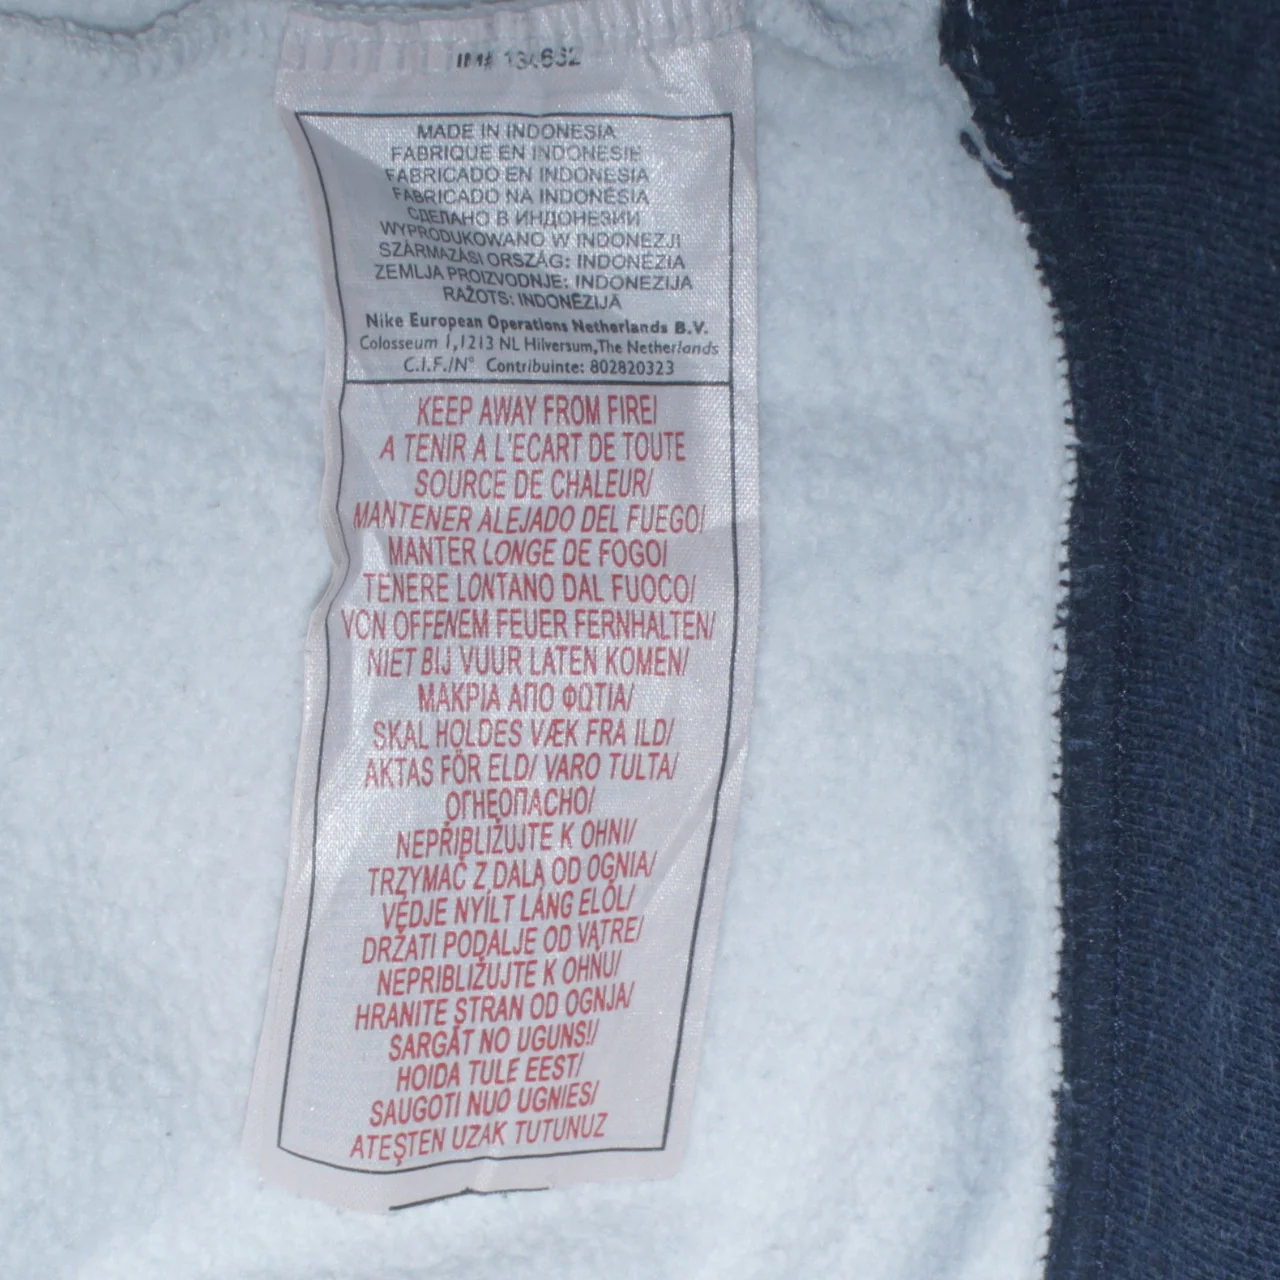 IM# 134632
MADE IN INDONESIA
FABRIQUE EN INDONESIE
FABRICADO EN INDONESIA
FABRICADO NA INDONÉSIA
СДЕЛАНО В ИНДОНЕЗИИ
WYPRODUKOWANO W INDONEZJI
SZÁRMAZÁSI ORSZÁG: INDONÉZIA
ZEMLJA PROIZVODNJE: INDONEZIJA
RAŽOTS: INDONĒZIJĀ
Nike European Operations Netherlands B.V.
Colosseum 1,1213 NL Hilversum,The Netherlands
C.I.F./N° Contribuinte: 802820323
KEEP AWAY FROM FIRE/
A TENIR A L'ECART DE TOUTE
SOURCE DE CHALEUR/
MANTENER ALEJADO DEL FUEGO/
MANTER LONGE DE FOGO/
TENERE LONTANO DAL FUOCO/
VON OFFENEM FEUER FERNHALTEN/
NIET BIJ VUUR LATEN KOMEN/
ΜΑΚΡΙΑ ΑΠΟ ΦΩΤΙΑ/
SKAL HOLDES VÆK FRA ILD/
AKTAS FÖR ELD/ VARO TULTA/
ОГНЕОПАСНО/
NEPŘIBLIŽUJTE K OHNI/
TRZYMAĆ Z DALA OD OGNIA/
VÉDJE NYÍLT LÁNG ELŐL/
DRŽATI PODALJE OD VATRE/
NEPRIBLIŽUJTE K OHNU/
HRANITE STRAN OD OGNJA/
SARGĀT NO UGUNS!/
HOIDA TULE EEST/
SAUGOTI NUO UGNIES/
ATEŞTEN UZAK TUTUNUZ